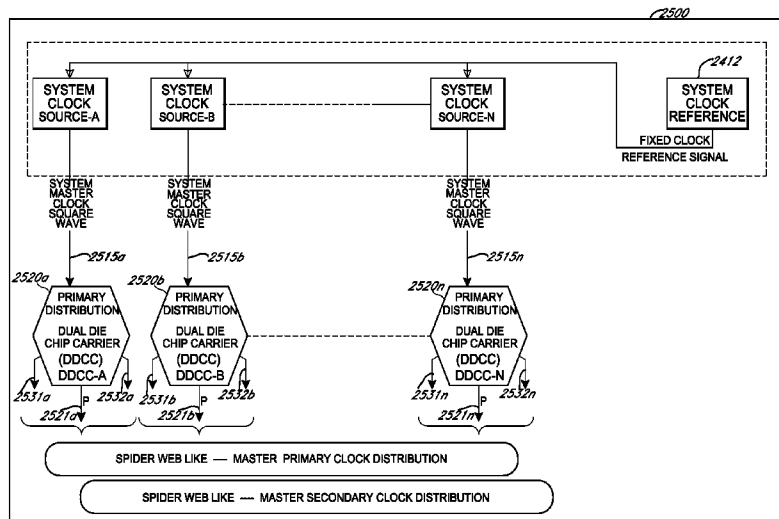 2500
2412
SYSTEM
CLOCK
SOURCE-A
SYSTEM
CLOCK
SOURCE-B
SYSTEM
CLOCK
SOURCE-N
SYSTEM
CLOCK
REFERENCE
FIXED CLOCK
REFERENCE SIGNAL
SYSTEM
MASTER
CLOCK
SQUARE
WAVE
SYSTEM
MASTER
CLOCK
SQUARE
WAVE
SYSTEM
MASTER
CLOCK
SQUARE
WAVE
2515a
2515b
2515n
2520a
2520b
2520n
PRIMARY
DISTRIBUTION
DUAL DIE
CHIP CARRIER
(DDCC)
DDCC-A
PRIMARY
DISTRIBUTION
DUAL DIE
CHIP CARRIER
(DDCC)
DDCC-B
PRIMARY
DISTRIBUTION
DUAL DIE
CHIP CARRIER
(DDCC)
DDCC-N
2531a
P
2521a
2532a
2531b
P
2521b
2532b
2531n
P
2521n
2532n
SPIDER WEB LIKE — MASTER PRIMARY CLOCK DISTRIBUTION
SPIDER WEB LIKE — MASTER SECONDARY CLOCK DISTRIBUTION